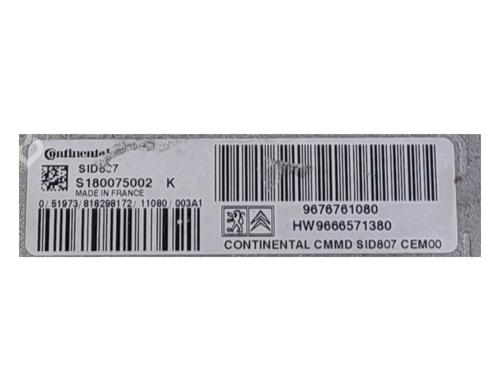 Continental
SID807
S180075002 K
MADE IN FRANCE
0/51973/816298172/11080/003A1
9676761080
HW9666571380
CONTINENTAL CMMD SID807 CEM00